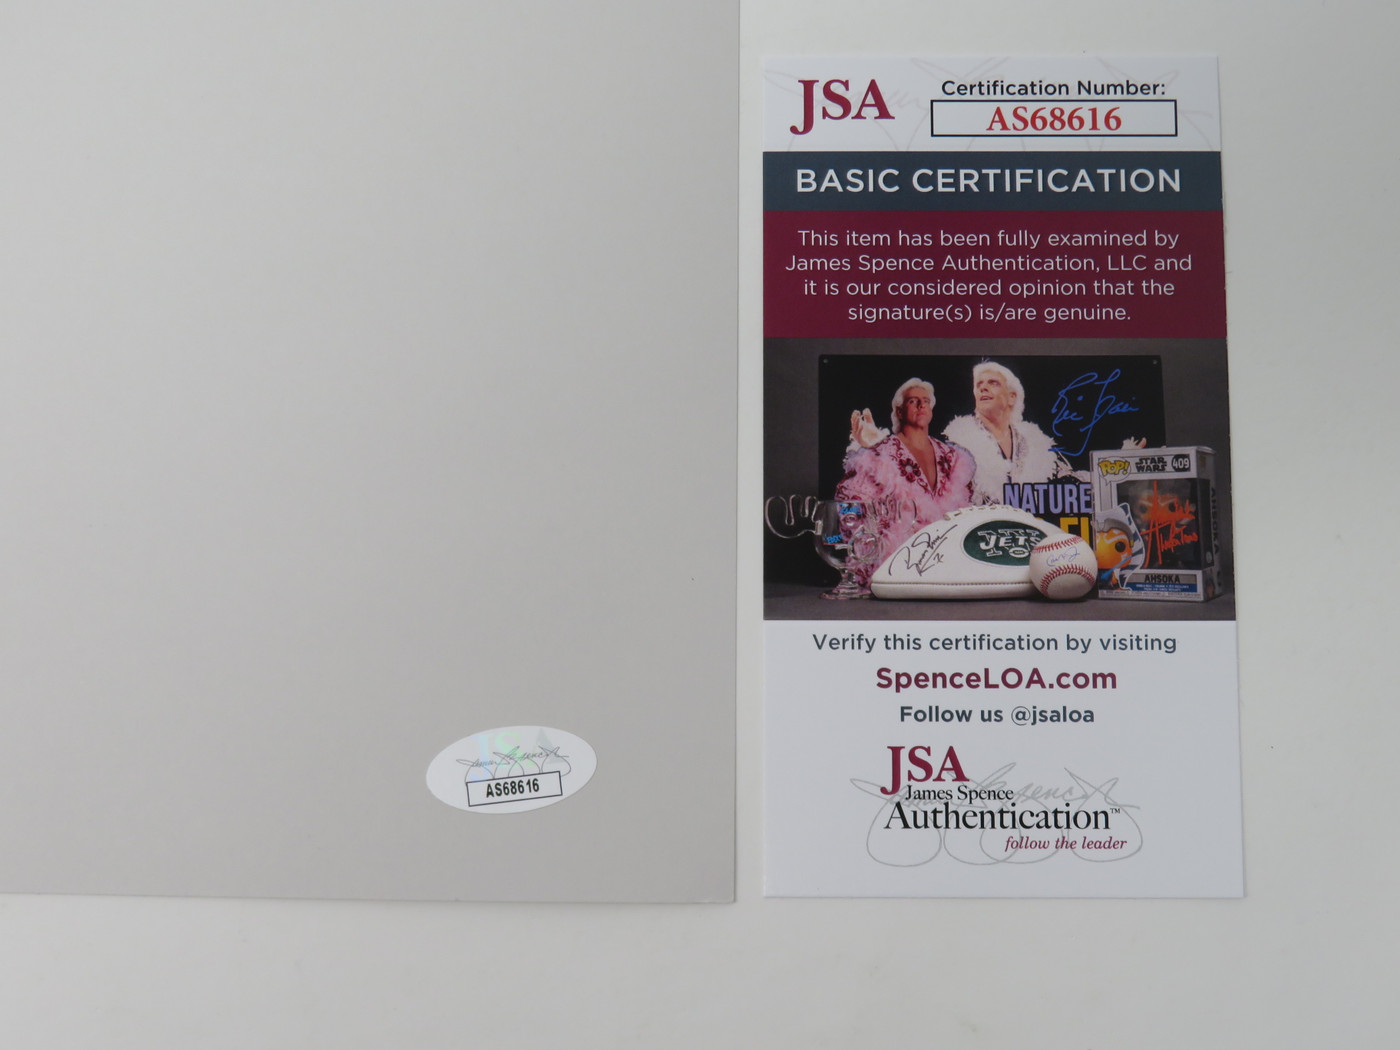 JSA
Certification Number:
AS68616
BASIC CERTIFICATION
This item has been fully examined by
James Spence Authentication, LLC and
it is our considered opinion that the
signature(s) is/are genuine.
NATURE
JETS
POP!
STAR
WARS
409
AHSOKA
Verify this certification by visiting
SpenceLOA.com
Follow us @jsaloa
JSA
James Spence
Authentication™
follow the leader
JSA
AS68616